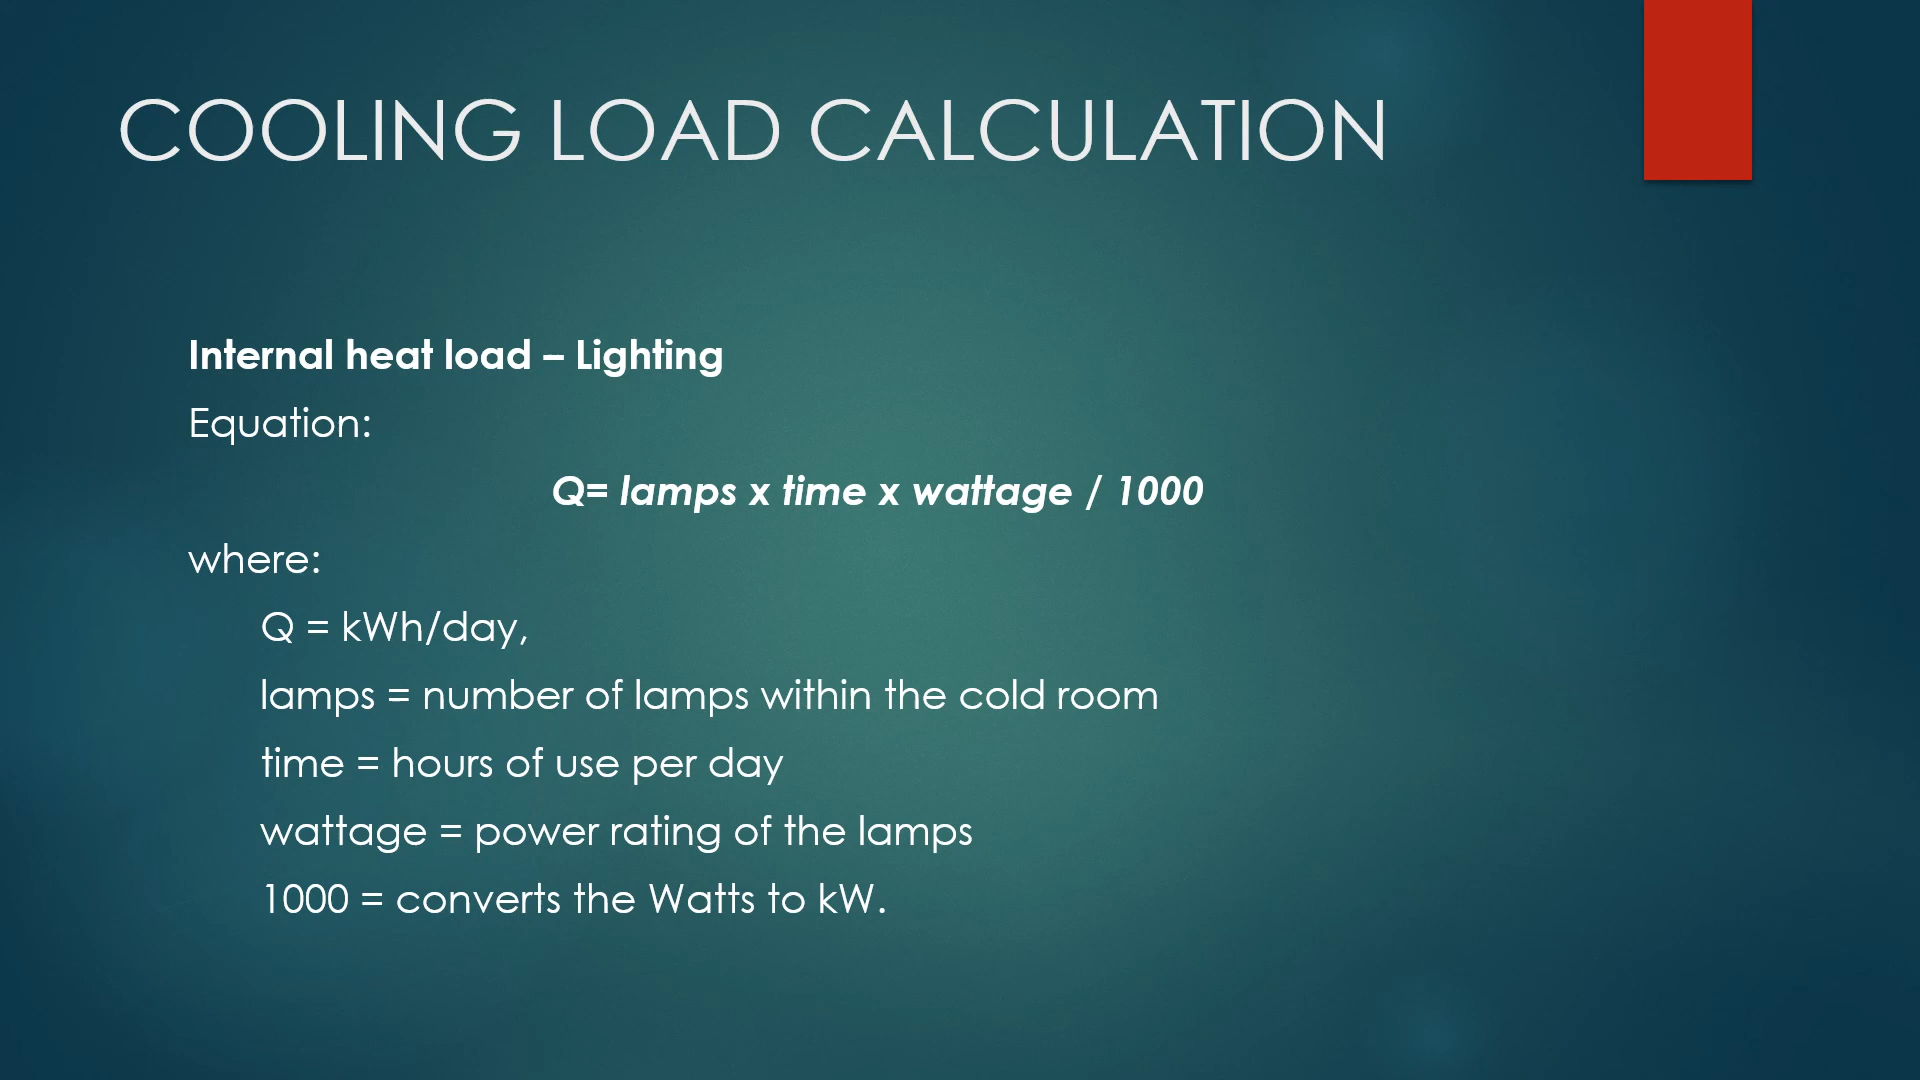 COOLING LOAD CALCULATION
Internal heat load – Lighting
Equation:
Q= lamps x time x wattage / 1000
where:
Q = kWh/day,
lamps = number of lamps within the cold room
time = hours of use per day
wattage = power rating of the lamps
1000 = converts the Watts to kW.